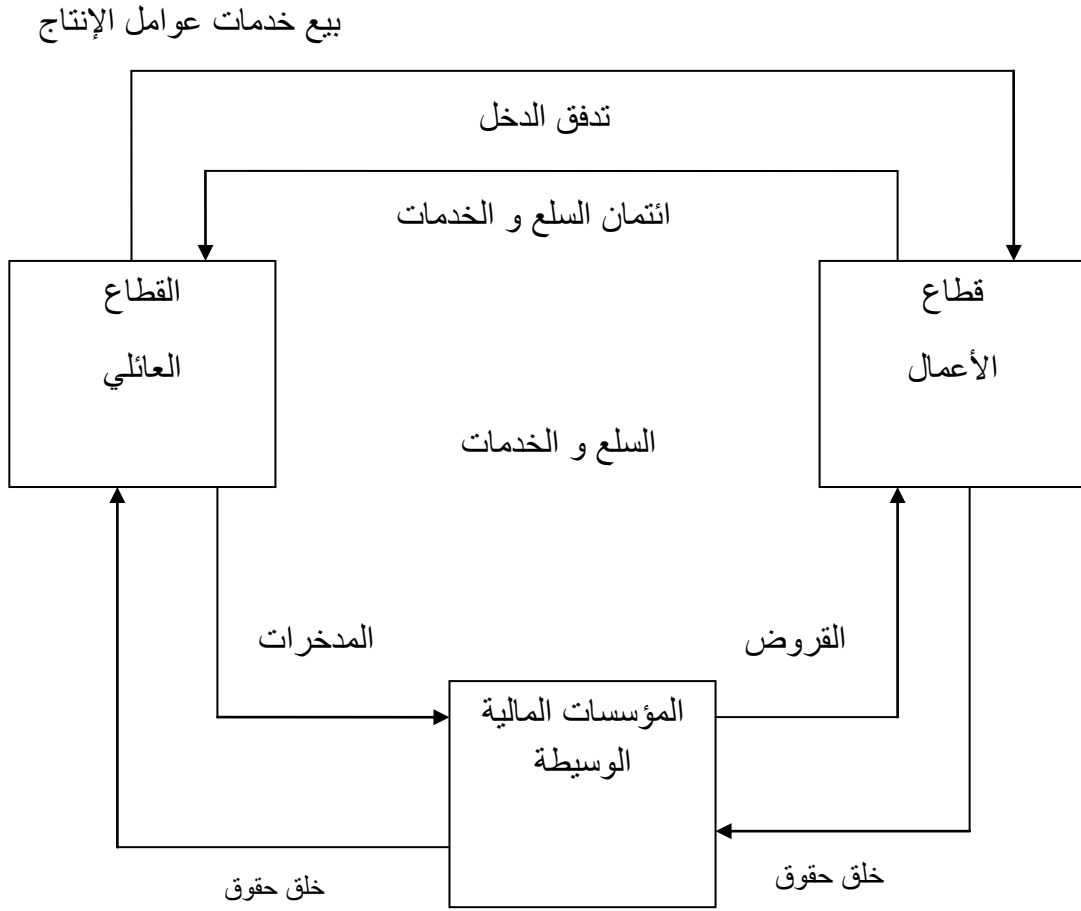 بيع خدمات عوامل الإنتاج
تدفق الدخل
ائتمان السلع و الخدمات
قطاع
الأعمال
القطاع
العائلي
السلع و الخدمات
القروض
المدخرات
المؤسسات المالية
الوسيطة
خلق حقوق
خلق حقوق